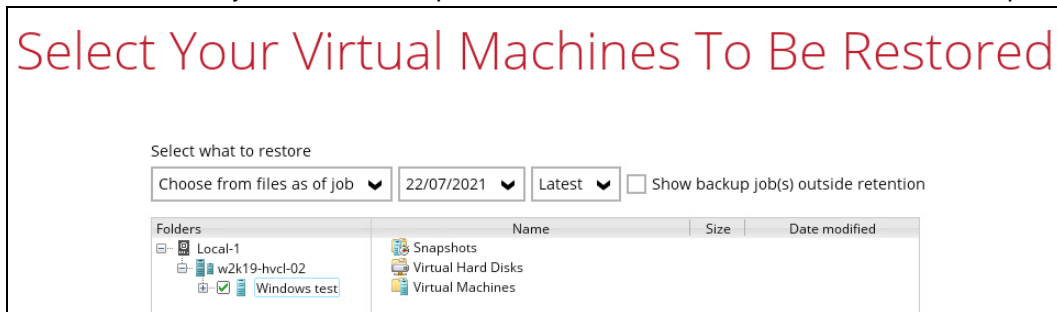 Select Your Virtual Machines To Be Restored
Select what to restore
Choose from files as of job 22/07/2021 Latest Show backup job(s) outside retention
Folders Name Size Date modified
Local-1 Snapshots
w2k19-hvcl-02 Virtual Hard Disks
Windows test Virtual Machines